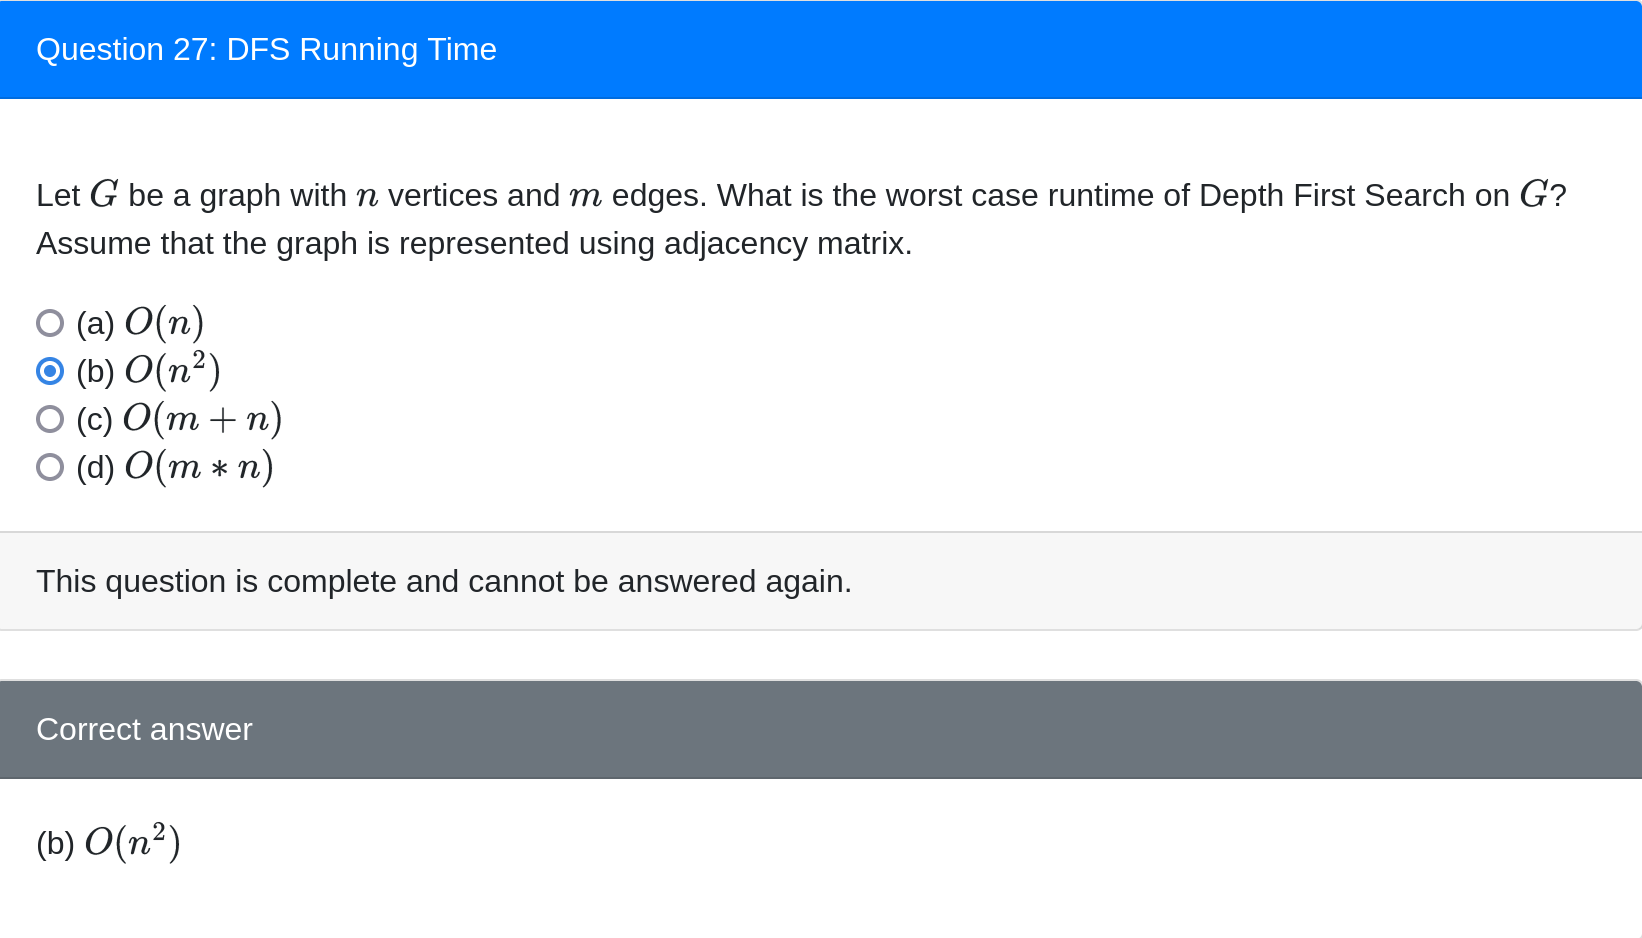 Question 27: DFS Running Time
Let G be a graph with n vertices and m edges. What is the worst case runtime of Depth First Search on G?
Assume that the graph is represented using adjacency matrix.
(a) O(n)
(b) O(n²)
(c) O(m + n)
(d) O(m ∗ n)
This question is complete and cannot be answered again.
Correct answer
(b) O(n²)